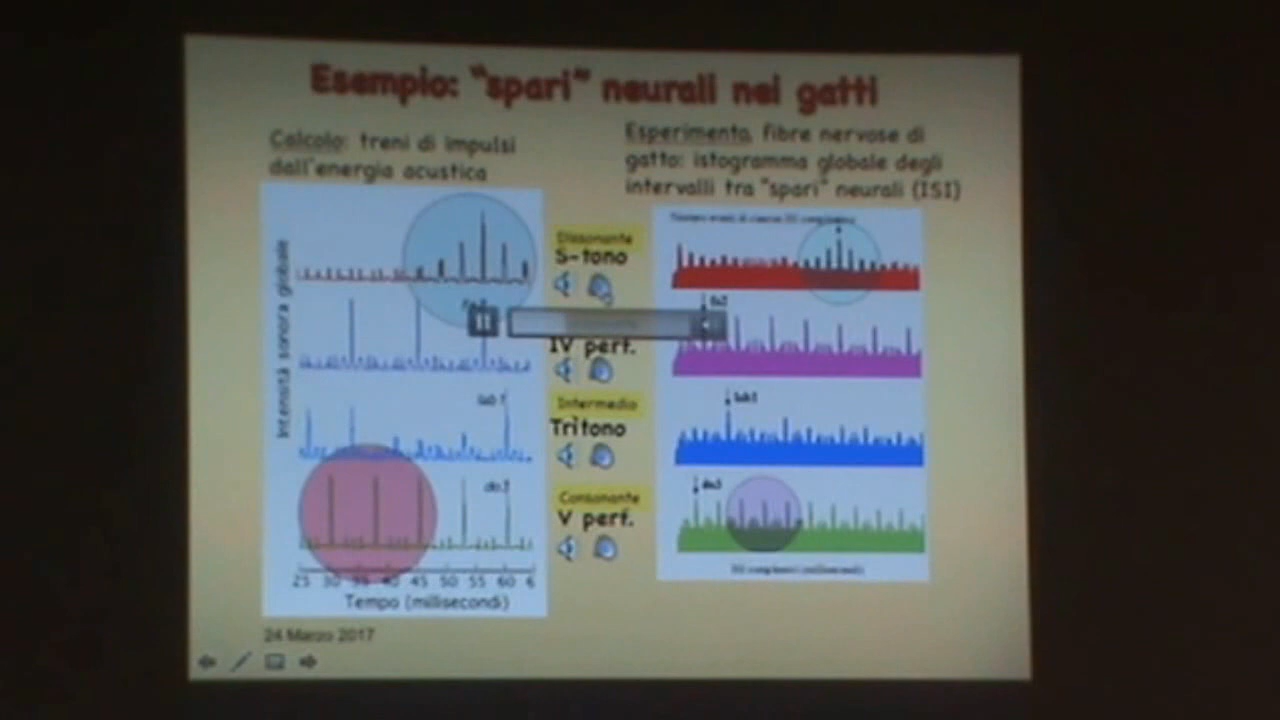 Esempio: “spari” neurali nei gatti
Calcolo: treni di impulsi
dall'energia acustica
Esperimento, fibre nervose di
gatto: istogramma globale degli
intervalli tra “spari” neurali (ISI)
Intensità sonora globale
Dissonante
S-tono
IV perf.
Intermedio
Tritono
Consonante
V perf.
25 30 35 40 45 50 55 60 6
Tempo (millisecondi)
24 Marzo 2017